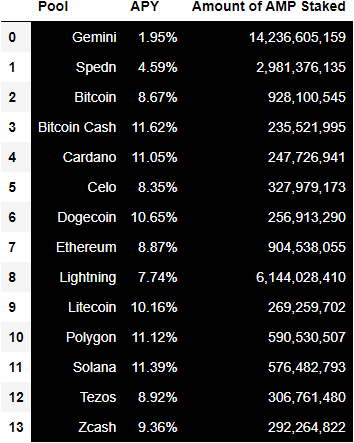 Pool APY Amount of AMP Staked
0 Gemini 1.95% 14,236,605,159
1 Spedn 4.59% 2,981,376,135
2 Bitcoin 8.67% 928,100,545
3 Bitcoin Cash 11.62% 235,521,995
4 Cardano 11.05% 247,726,941
5 Celo 8.35% 327,979,173
6 Dogecoin 10.65% 256,913,290
7 Ethereum 8.87% 904,538,055
8 Lightning 7.74% 6,144,028,410
9 Litecoin 10.16% 269,259,702
10 Polygon 11.12% 590,530,507
11 Solana 11.39% 576,482,793
12 Tezos 8.92% 306,761,480
13 Zcash 9.36% 292,264,822